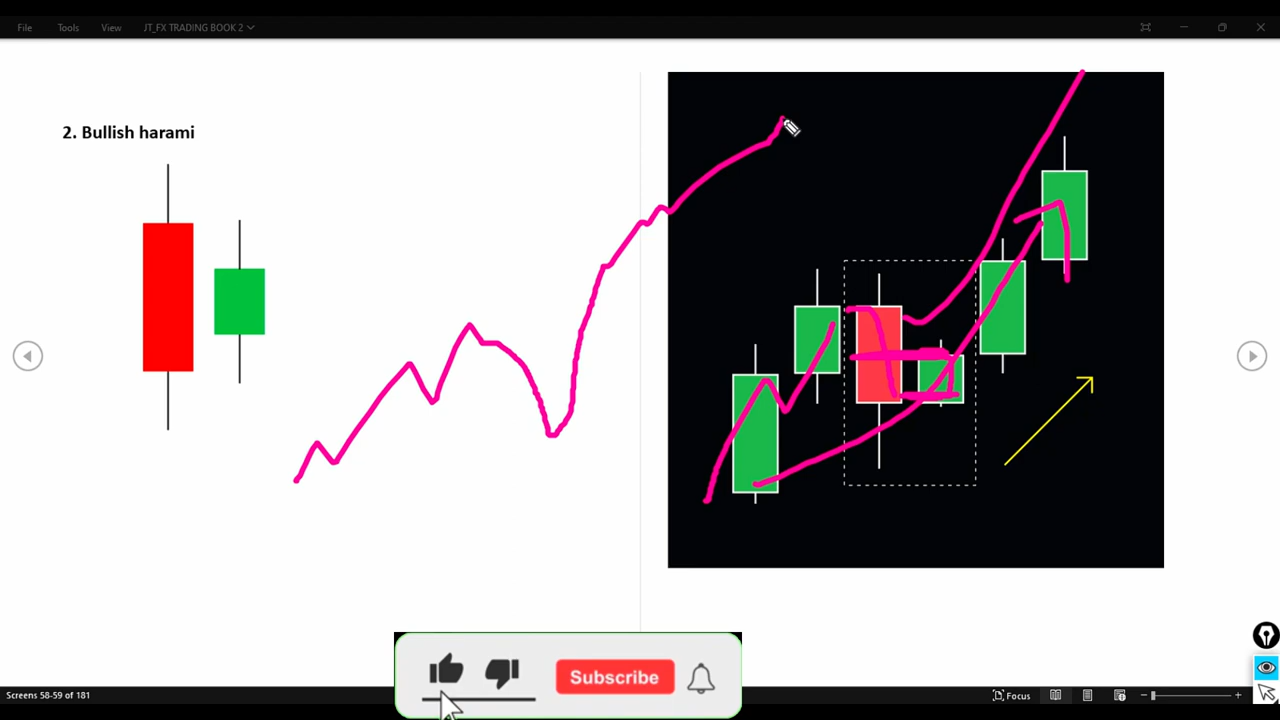 File Tools View JT_FX TRADING BOOK 2
2. Bullish harami
Subscribe
Screens 58-59 of 181
Focus